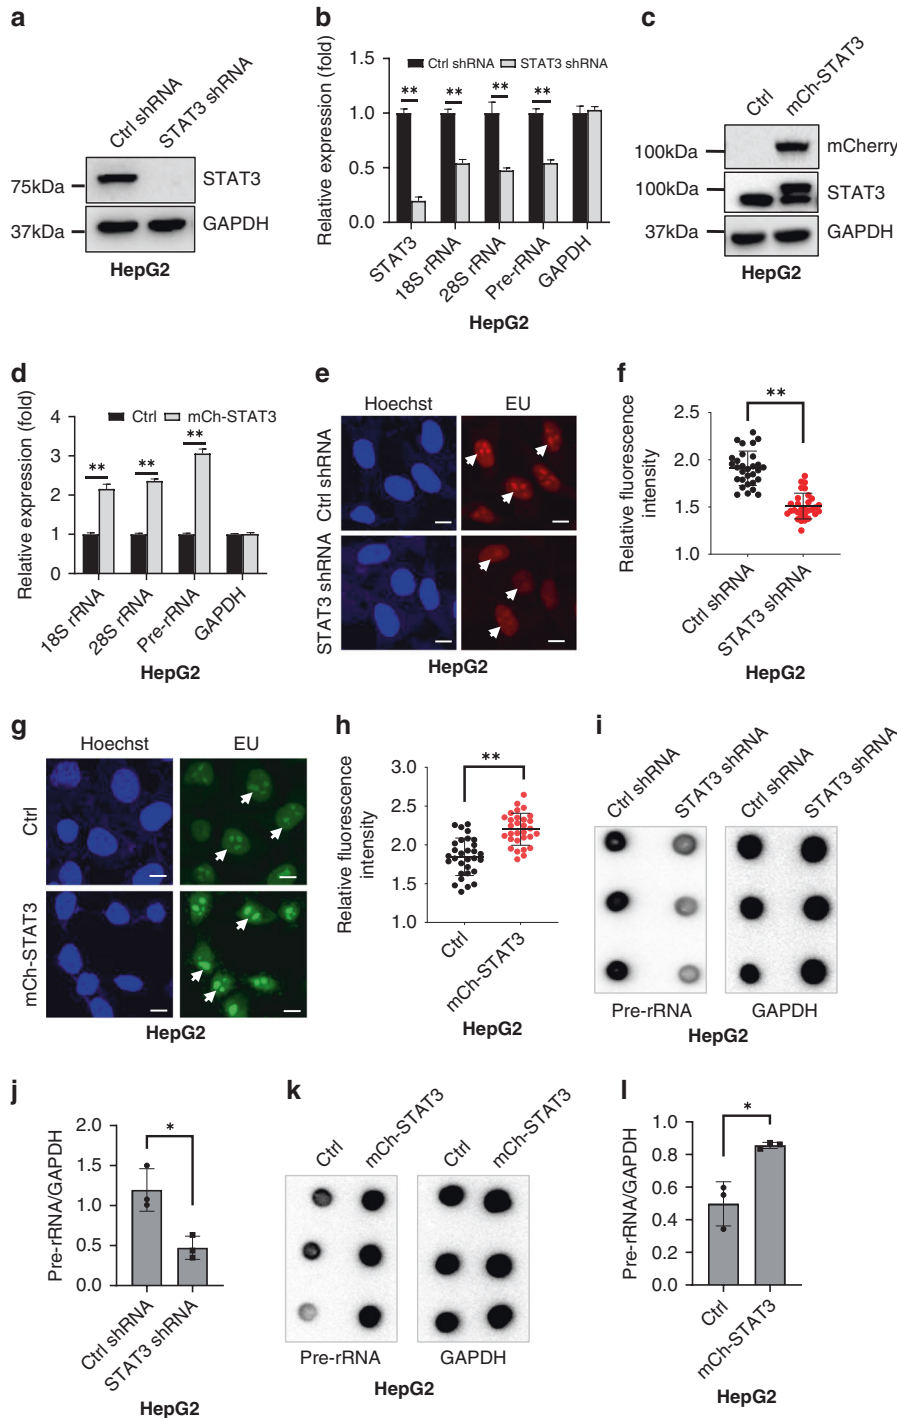 a
Ctrl shRNA
STAT3 shRNA
75kDa
STAT3
37kDa
GAPDH
HepG2
b
Relative expression (fold)
Ctrl shRNA
STAT3 shRNA
1.5
1.0
0.5
0.0
** ** ** **
STAT3
18S rRNA
28S rRNA
Pre-rRNA
GAPDH
HepG2
c
Ctrl
mCh-STAT3
100kDa
mCherry
100kDa
STAT3
75kDa
37kDa
GAPDH
HepG2
d
Relative expression (fold)
Ctrl
mCh-STAT3
4
3
2
1
0
** ** **
18S rRNA
28S rRNA
Pre-rRNA
GAPDH
HepG2
e
Hoechst
EU
Ctrl shRNA
STAT3 shRNA
HepG2
f
Relative fluorescence
intensity
**
2.5
2.0
1.5
1.0
Ctrl shRNA
STAT3 shRNA
HepG2
g
Hoechst
EU
Ctrl
mCh-STAT3
HepG2
h
Relative fluorescence
intensity
**
3.0
2.5
2.0
1.5
1.0
Ctrl
mCh-STAT3
HepG2
i
Ctrl shRNA
STAT3 shRNA
Ctrl shRNA
STAT3 shRNA
Pre-rRNA
GAPDH
HepG2
j
Pre-rRNA/GAPDH
*
2.0
1.5
1.0
0.5
0.0
Ctrl shRNA
STAT3 shRNA
HepG2
k
Ctrl
mCh-STAT3
Ctrl
mCh-STAT3
Pre-rRNA
GAPDH
HepG2
l
Pre-rRNA/GAPDH
*
1.0
0.8
0.6
0.4
0.2
0.0
Ctrl
mCh-STAT3
HepG2